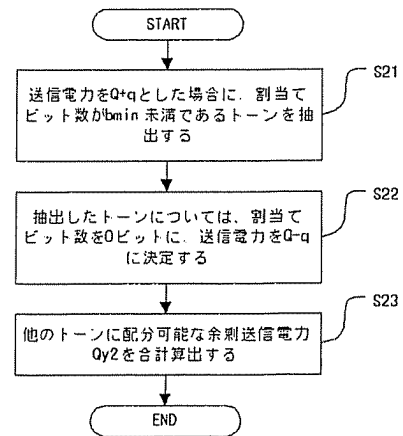 START
S21
送信電力をQ+qとした場合に、割当て
ビット数がbmin 未満であるトーンを抽
出する
S22
抽出したトーンについては、割当て
ビット数を0ビットに、送信電力をQ-q
に決定する
S23
他のトーンに配分可能な余剰送信電力
Qy2を合計算出する
END